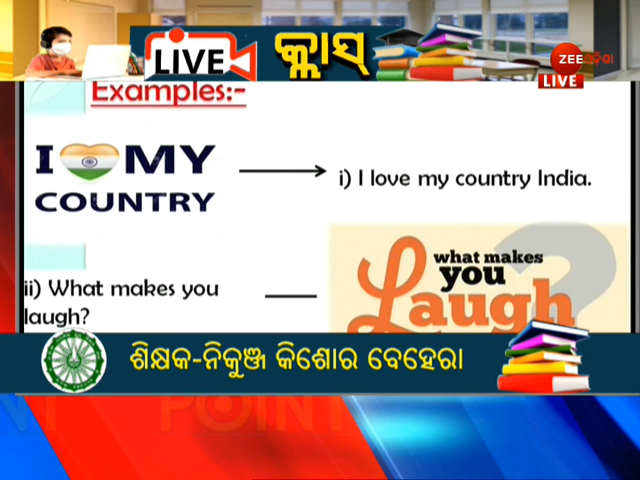 LIVE କ୍ଲାସ୍
ZEE ଓଡ଼ିଶା
LIVE
Examples:-
I MY
COUNTRY
i) I love my country India.
ii) What makes you
laugh?
what makes
you
Laugh
?
ଶିକ୍ଷକ-ନିକୁଞ୍ଜ କିଶୋର ବେହେରା
POINT